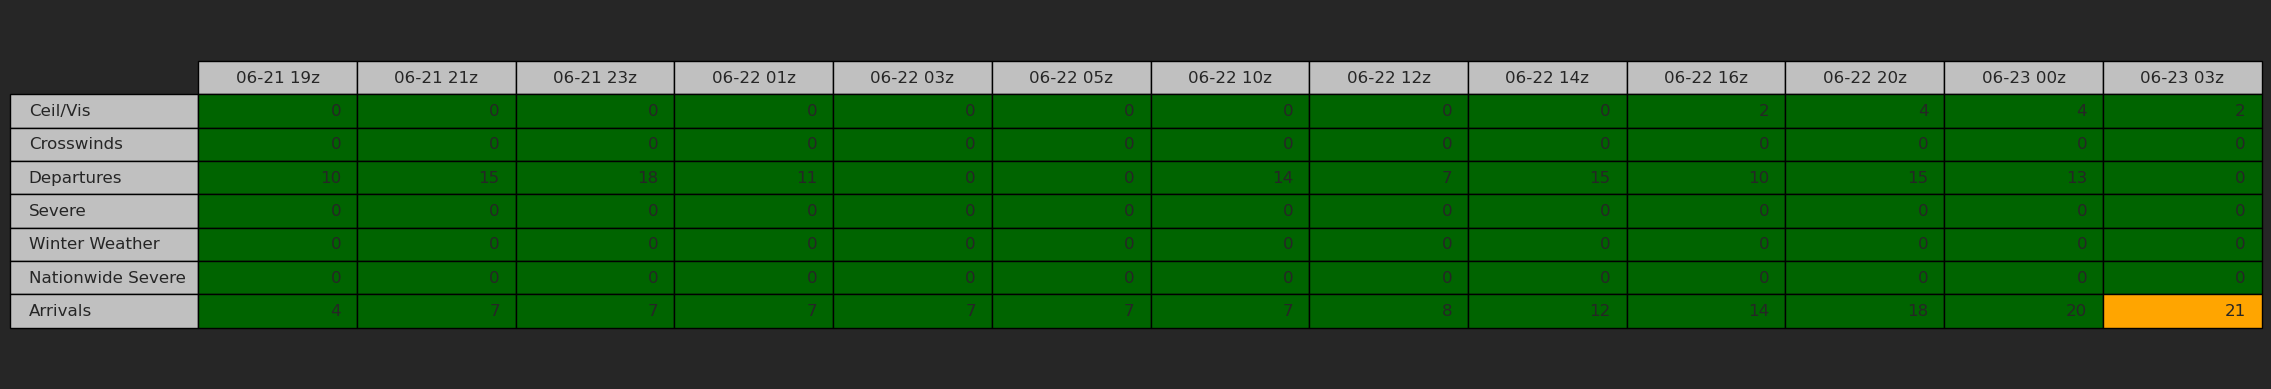 06-21 19z 06-21 21z 06-21 23z 06-22 01z 06-22 03z 06-22 05z 06-22 10z 06-22 12z 06-22 14z 06-22 16z 06-22 20z 06-23 00z 06-23 03z
Ceil/Vis 0 0 0 0 0 0 0 0 0 2 4 4 2
Crosswinds 0 0 0 0 0 0 0 0 0 0 0 0 0
Departures 10 15 18 11 0 0 14 7 15 10 15 13 0
Severe 0 0 0 0 0 0 0 0 0 0 0 0 0
Winter Weather 0 0 0 0 0 0 0 0 0 0 0 0 0
Nationwide Severe 0 0 0 0 0 0 0 0 0 0 0 0 0
Arrivals 4 7 7 7 7 7 7 8 12 14 18 20 21